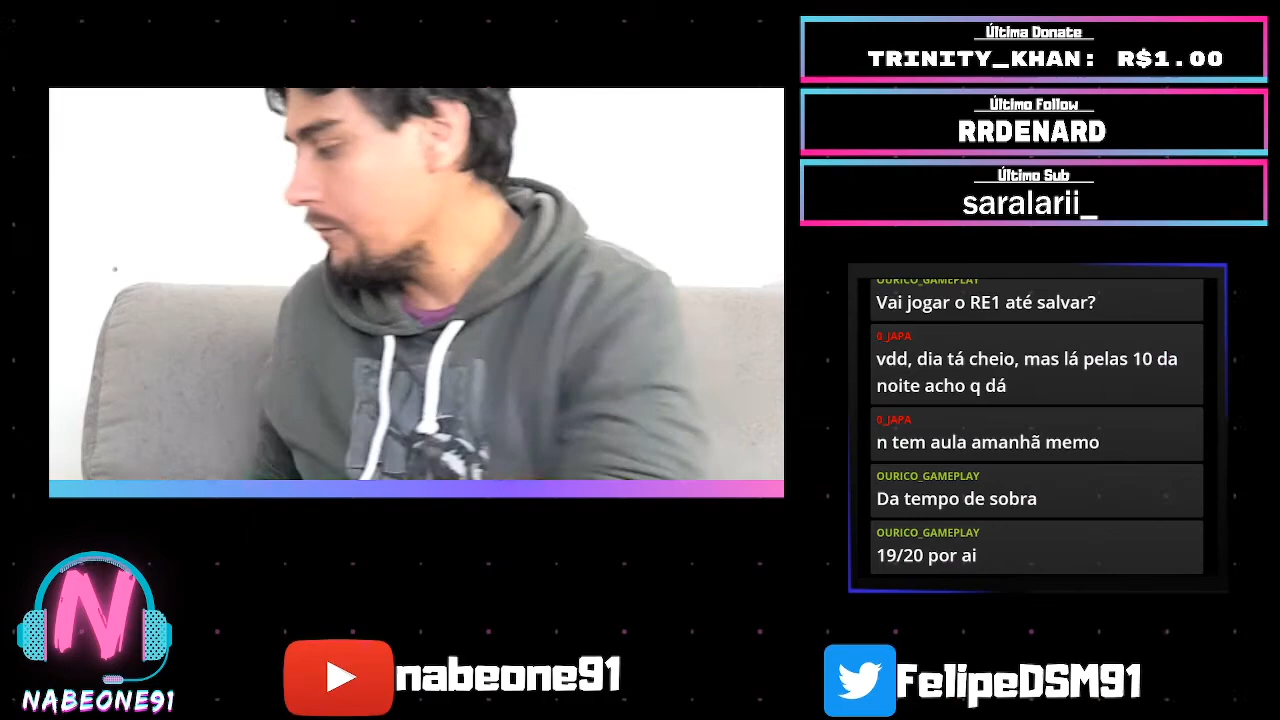 Última Donate
TRINITY_KHAN: R$1.00
Último Follow
RRDENARD
Último Sub
saralarii_
OURICO_GAMEPLAY
Vai jogar o RE1 até salvar?
0_JAPA
vdd, dia tá cheio, mas lá pelas 10 da
noite acho q dá
0_JAPA
n tem aula amanhã memo
OURICO_GAMEPLAY
Da tempo de sobra
OURICO_GAMEPLAY
19/20 por ai
N
NABEONE91
nabeone91
FelipeDSM91